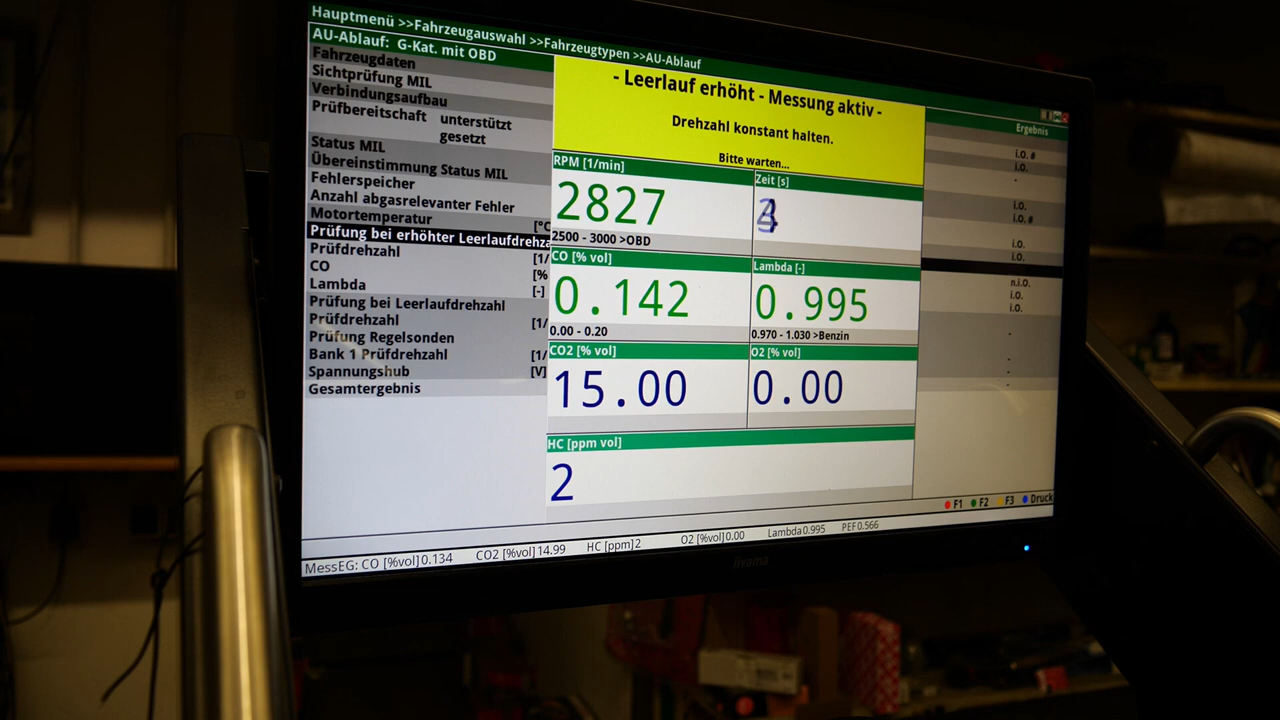 Hauptmenü >>Fahrzeugauswahl >>Fahrzeugtypen >>AU-Ablauf
AU-Ablauf: G-Kat. mit OBD
Fahrzeugdaten
Sichtprüfung MIL
Verbindungsaufbau
Prüfbereitschaft unterstützt
gesetzt
Status MIL
Übereinstimmung Status MIL
Fehlerspeicher
Anzahl abgasrelevanter Fehler
Motortemperatur [°C
Prüfung bei erhöhter Leerlaufdrehza
Prüfdrehzahl [1/
CO [%
Lambda [-]
Prüfung bei Leerlaufdrehzahl
Prüfdrehzahl [1/
Prüfung Regelsonden
Bank 1 Prüfdrehzahl [1/
Spannungshub [V]
Gesamtergebnis
- Leerlauf erhöht - Messung aktiv -
Drehzahl konstant halten.
Bitte warten...
RPM [1/min]
2827
2500 - 3000 >OBD
Zeit [s]
CO [% vol]
0.142
0.00 - 0.20
Lambda [-]
0.995
0.970 - 1.030 >Benzin
CO2 [% vol]
15.00
O2 [% vol]
0.00
HC [ppm vol]
2
Ergebnis
i.O. #
i.O.
-
i.O.
i.O. #
i.O.
i.O.
n.i.O.
i.O.
i.O.
-
-
-
-
F1 F2 F3 Druck
MessEG: CO [%vol]0.134 CO2 [%vol]14.99 HC [ppm]2 O2 [%vol]0.00 Lambda0.995 PEF0.566
iiyama